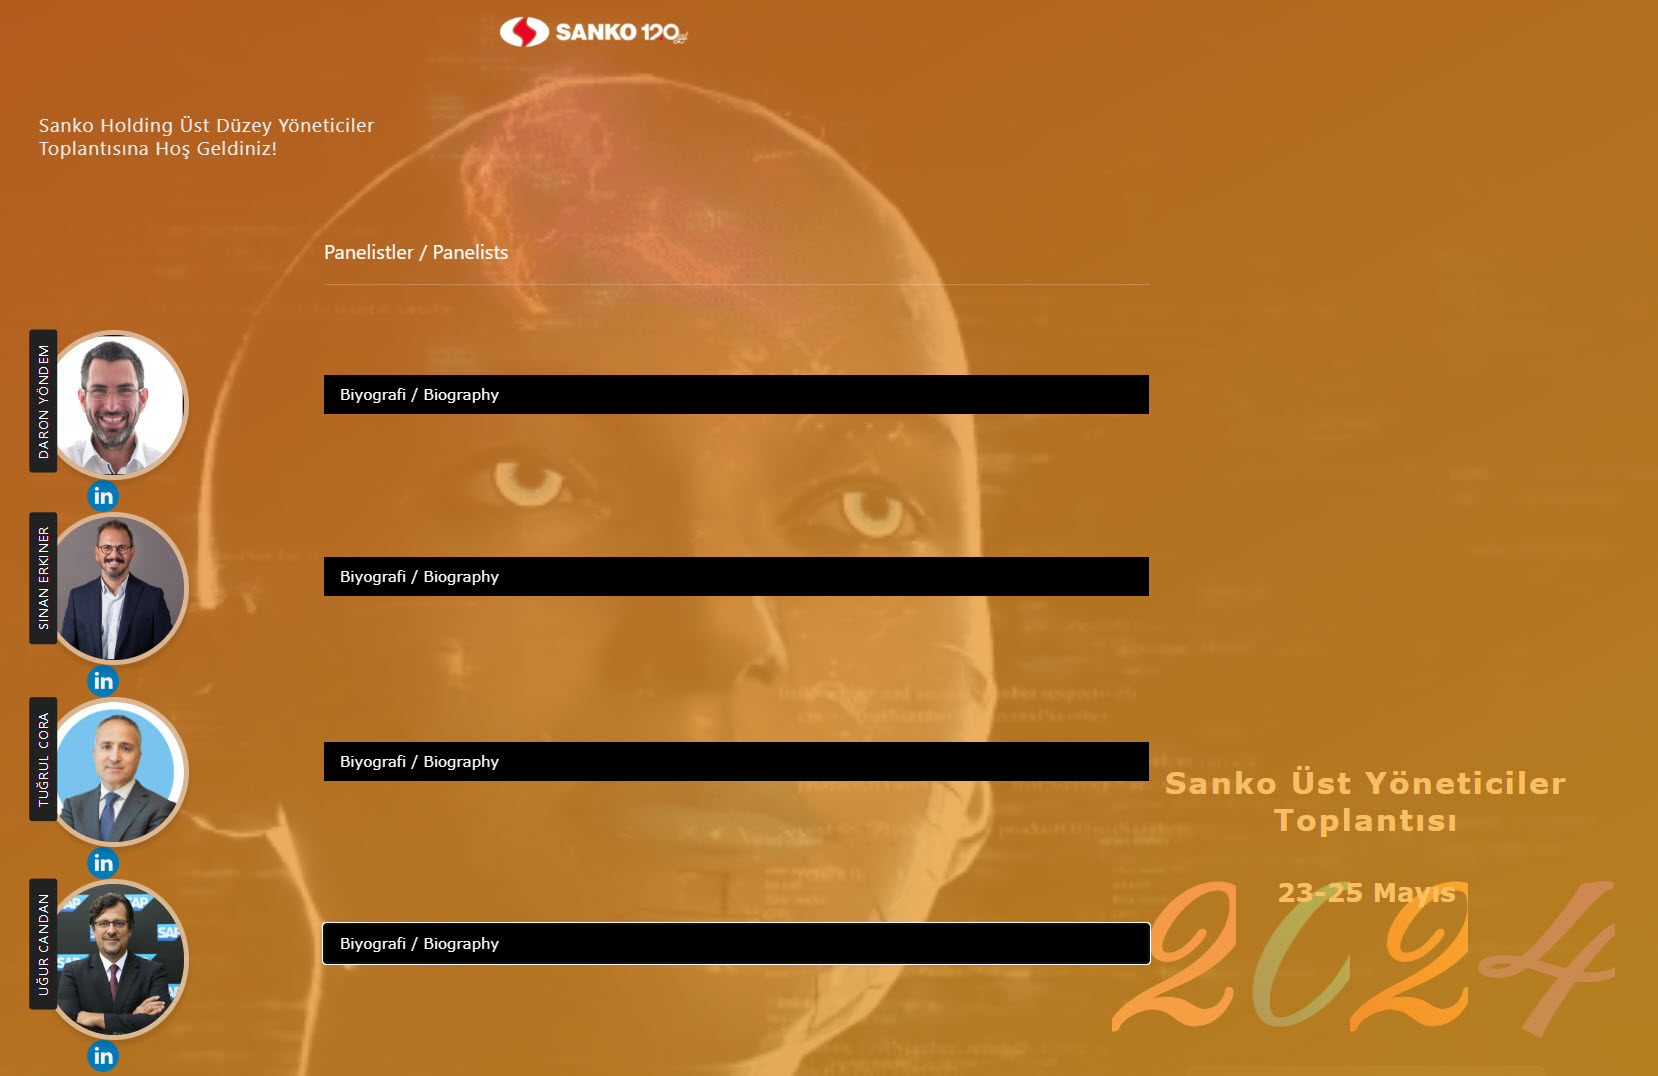 SANKO 120
Sanko Holding Üst Düzey Yöneticiler
Toplantısına Hoş Geldiniz!
Panelistler / Panelists
DARON YÖNDEM
in
Biyografi / Biography
SINAN ERKINER
in
Biyografi / Biography
TUĞRUL CORA
in
Biyografi / Biography
UĞUR CANDAN
SAP
in
Biyografi / Biography
Sanko Üst Yöneticiler
Toplantısı
23-25 Mayıs
2024